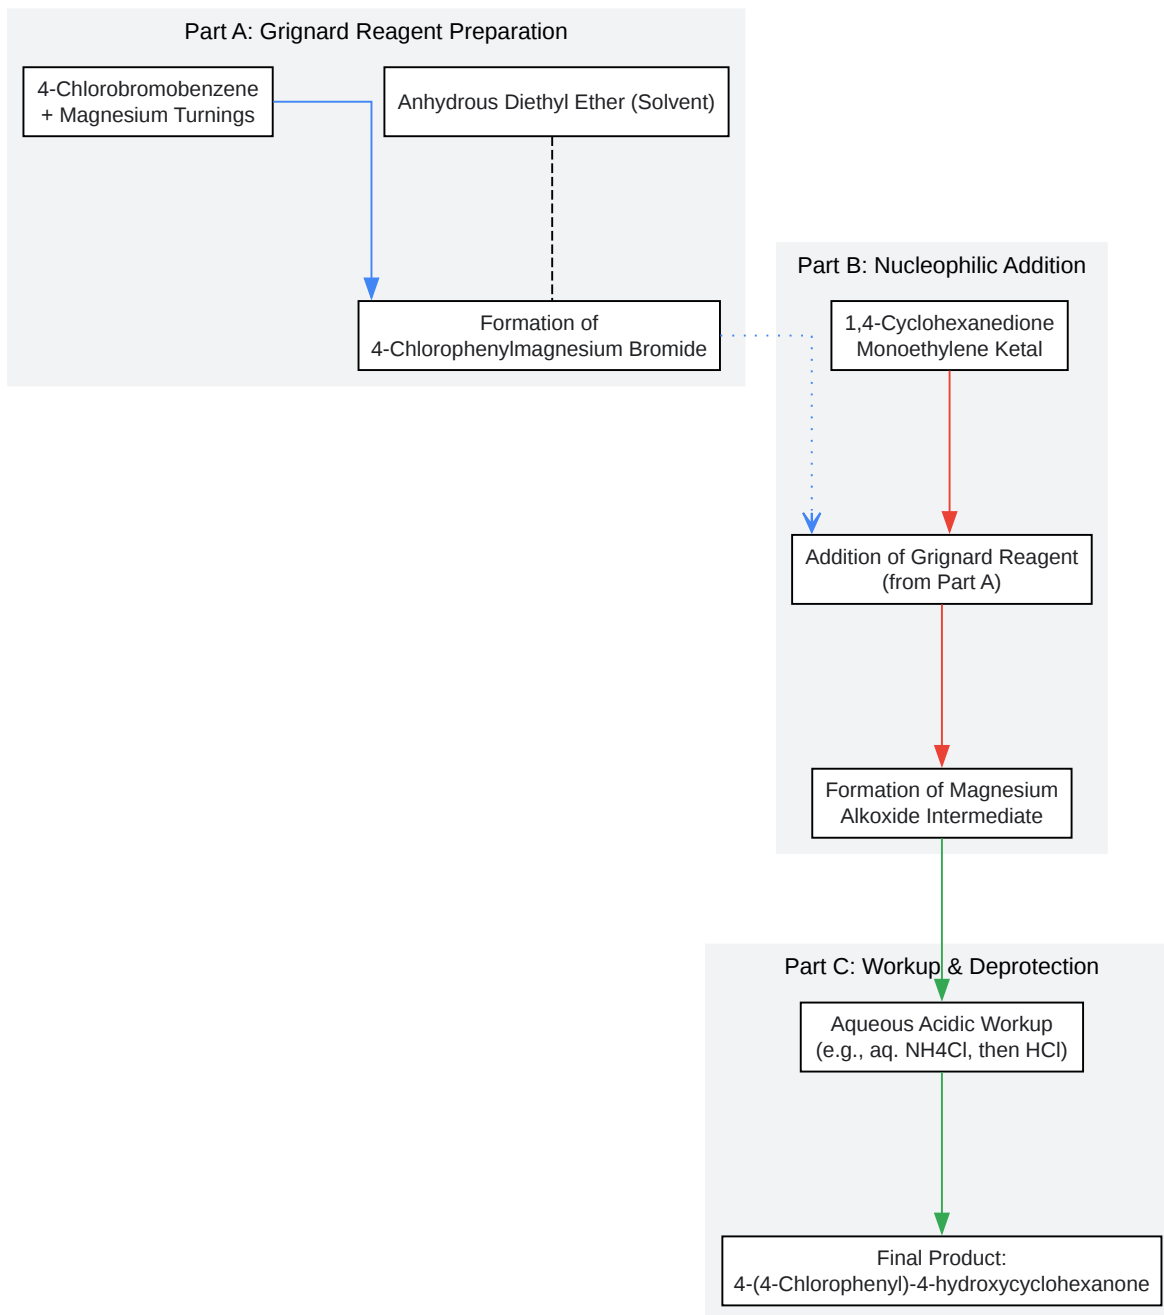 Part A: Grignard Reagent Preparation
4-Chlorobromobenzene
+ Magnesium Turnings
Anhydrous Diethyl Ether (Solvent)
Formation of
4-Chlorophenylmagnesium Bromide
Part B: Nucleophilic Addition
1,4-Cyclohexanedione
Monoethylene Ketal
Addition of Grignard Reagent
(from Part A)
Formation of Magnesium
Alkoxide Intermediate
Part C: Workup & Deprotection
Aqueous Acidic Workup
(e.g., aq. NH4Cl, then HCl)
Final Product:
4-(4-Chlorophenyl)-4-hydroxycyclohexanone